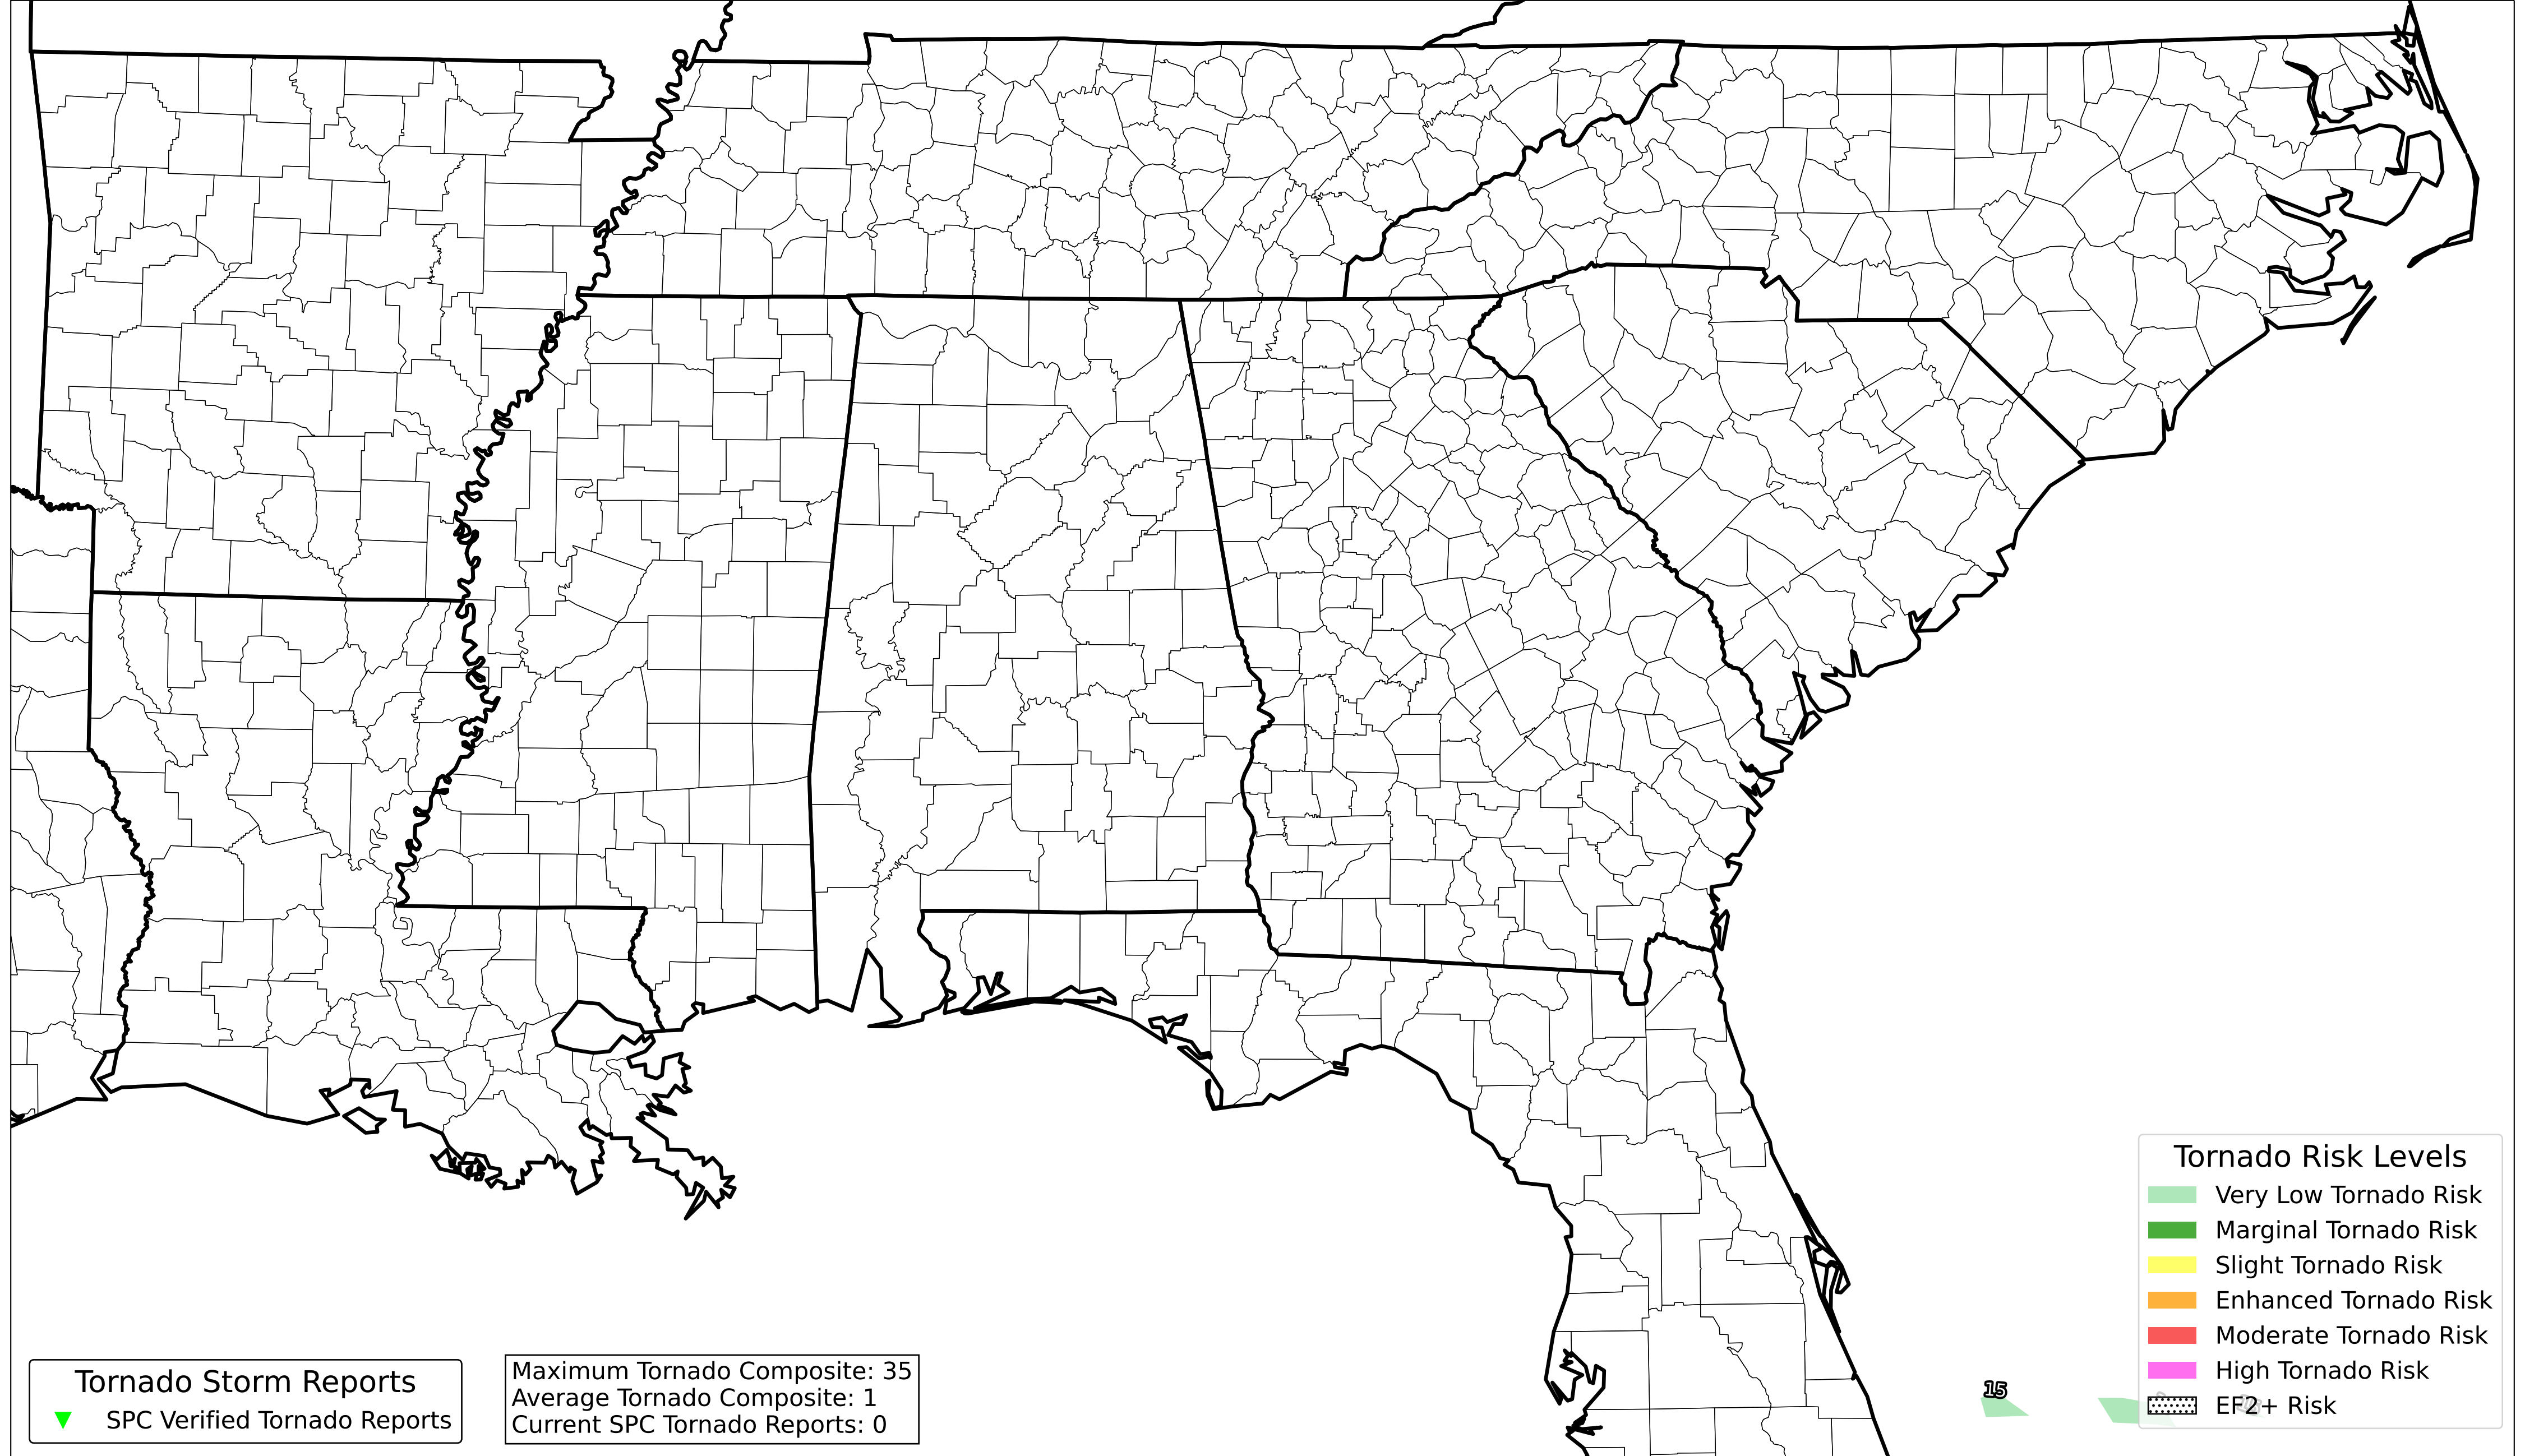 15
Tornado Risk Levels
Very Low Tornado Risk
Marginal Tornado Risk
Slight Tornado Risk
Enhanced Tornado Risk
Moderate Tornado Risk
High Tornado Risk
EF2+ Risk
Tornado Storm Reports
SPC Verified Tornado Reports
Maximum Tornado Composite: 35
Average Tornado Composite: 1
Current SPC Tornado Reports: 0